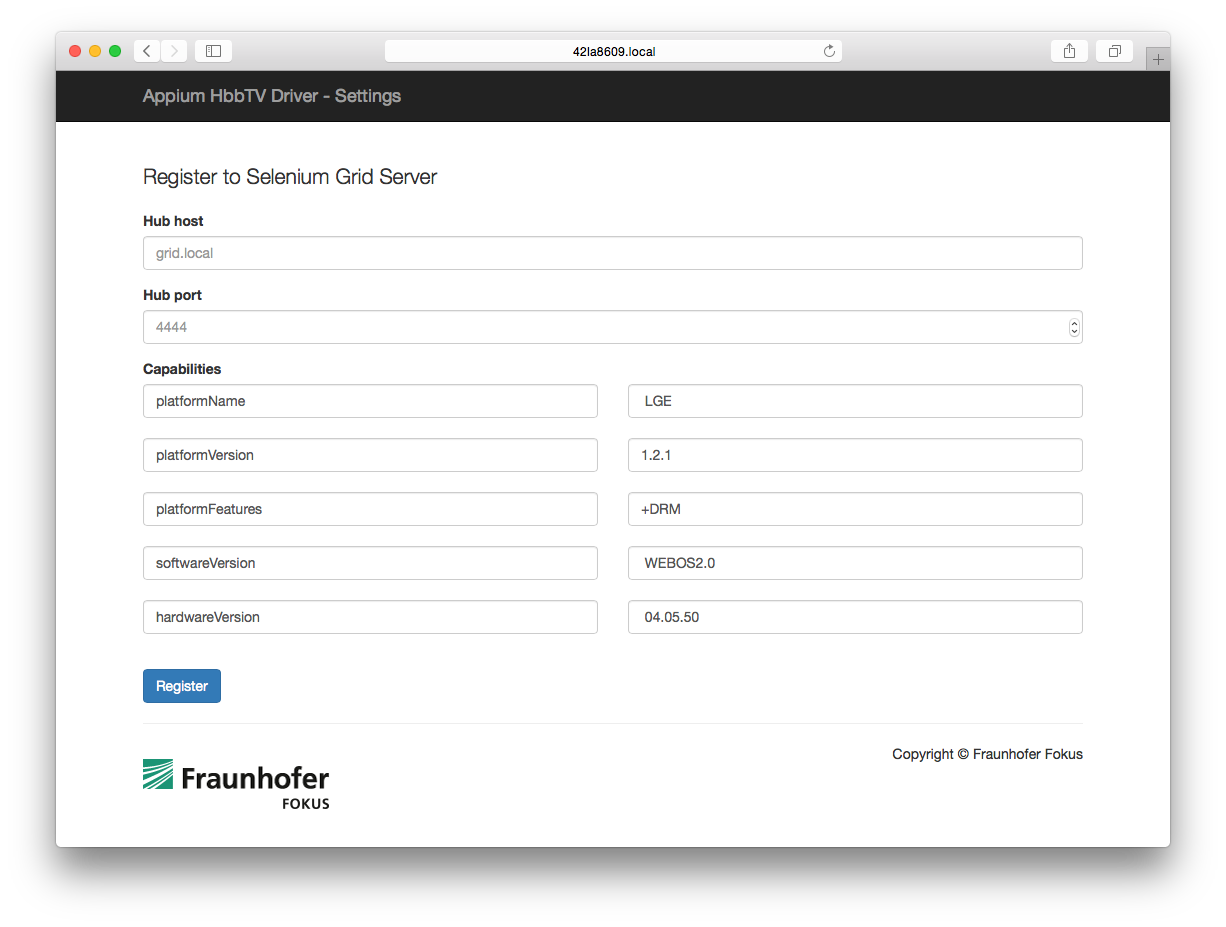 42la8609.local
Appium HbbTV Driver - Settings
Register to Selenium Grid Server
Hub host
grid.local
Hub port
4444
Capabilities
platformName LGE
platformVersion 1.2.1
platformFeatures +DRM
softwareVersion WEBOS2.0
hardwareVersion 04.05.50
Register
Copyright © Fraunhofer Fokus
Fraunhofer
FOKUS